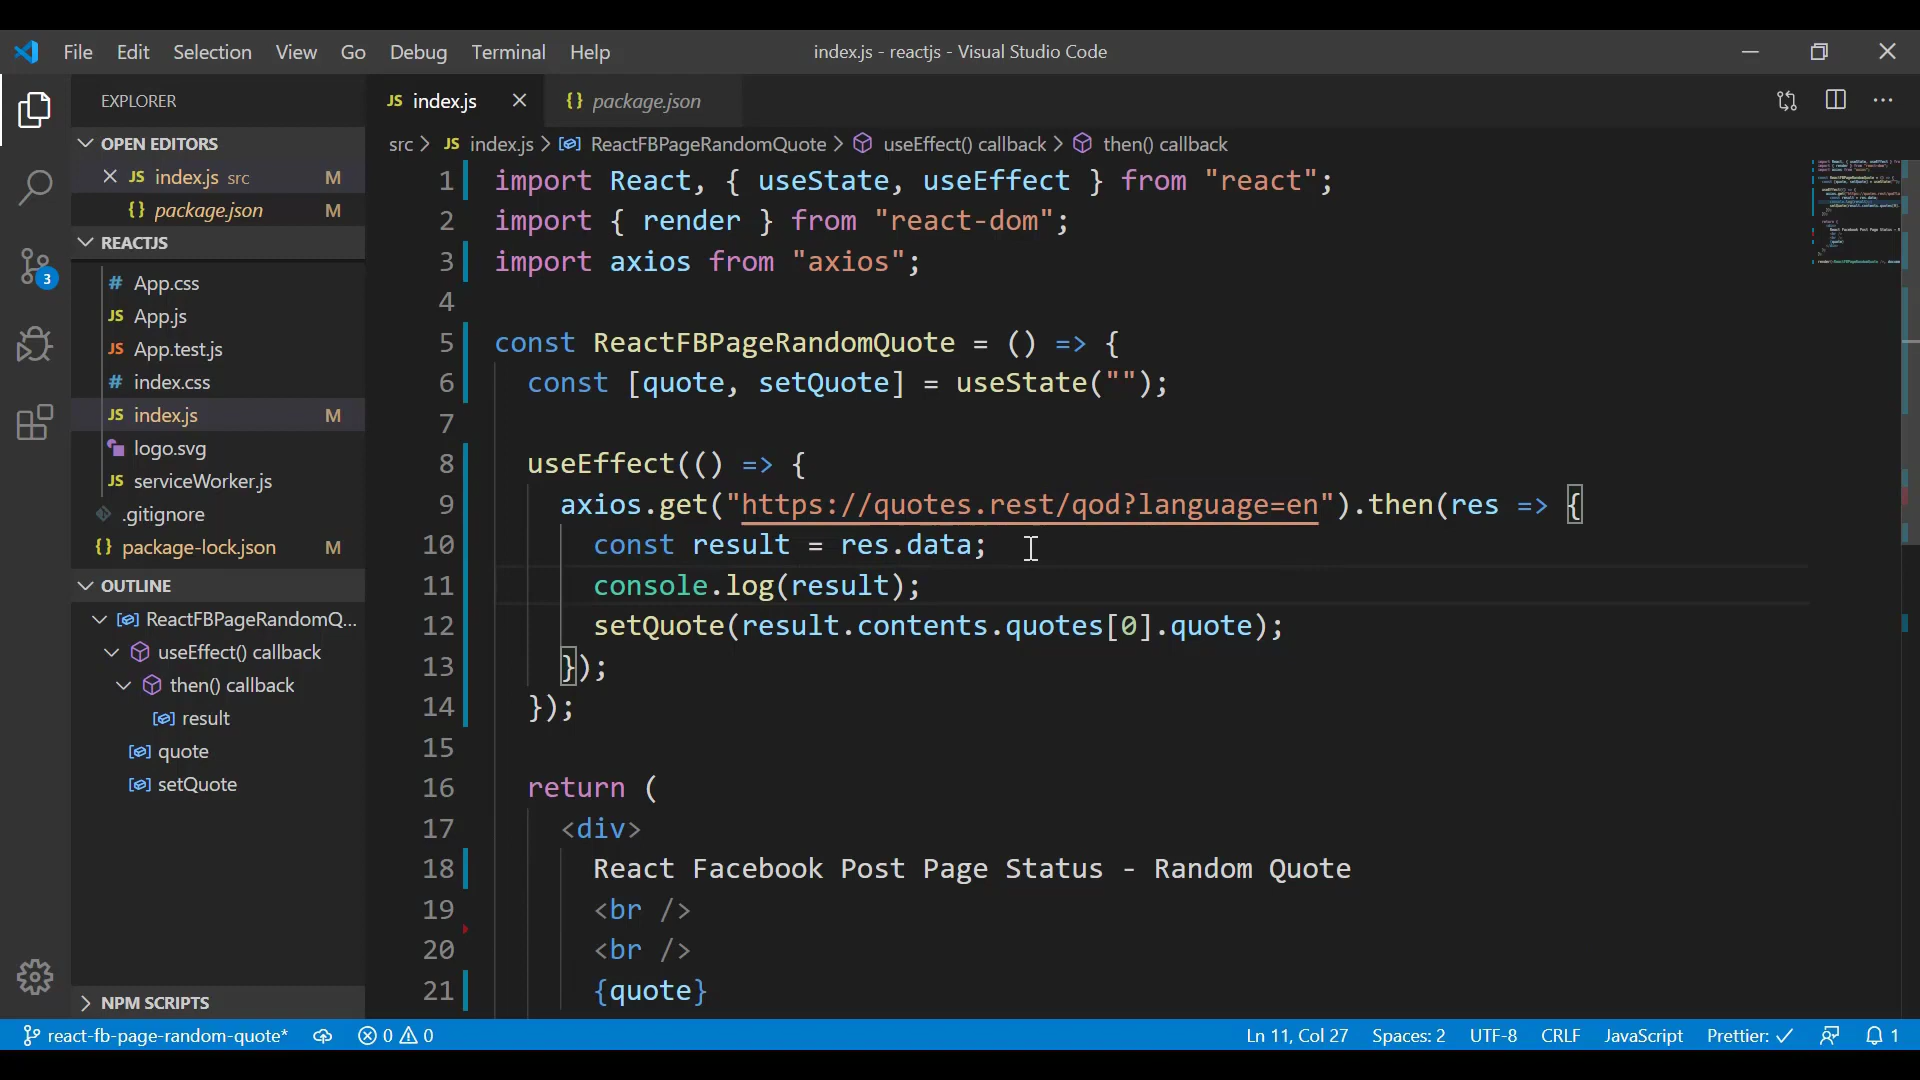 File Edit Selection View Go Debug Terminal Help
index.js - reactjs - Visual Studio Code
EXPLORER
OPEN EDITORS
JS index.js src M
{} package.json M
REACTJS
# App.css
JS App.js
JS App.test.js
# index.css
JS index.js M
logo.svg
JS serviceWorker.js
.gitignore
{} package-lock.json
OUTLINE
ReactFBPageRandomQ...
useEffect() callback
then() callback
result
quote
setQuote
NPM SCRIPTS
3
JS index.js
{} package.json
src > JS index.js > ReactFBPageRandomQuote > useEffect() callback > then() callback
1 import React, { useState, useEffect } from "react";
2 import { render } from "react-dom";
3 import axios from "axios";
4
5 const ReactFBPageRandomQuote = () => {
6 const [quote, setQuote] = useState("");
7
8 useEffect(() => {
9 axios.get("https://quotes.rest/qod?language=en").then(res => {
10 const result = res.data;
11 console.log(result);
12 setQuote(result.contents.quotes[0].quote);
13 });
14 });
15
16 return (
17 <div>
18 React Facebook Post Page Status - Random Quote
19 <br />
20 <br />
21 {quote}
react-fb-page-random-quote* 0 0 Ln 11, Col 27 Spaces: 2 UTF-8 CRLF JavaScript Prettier: ✓ 1